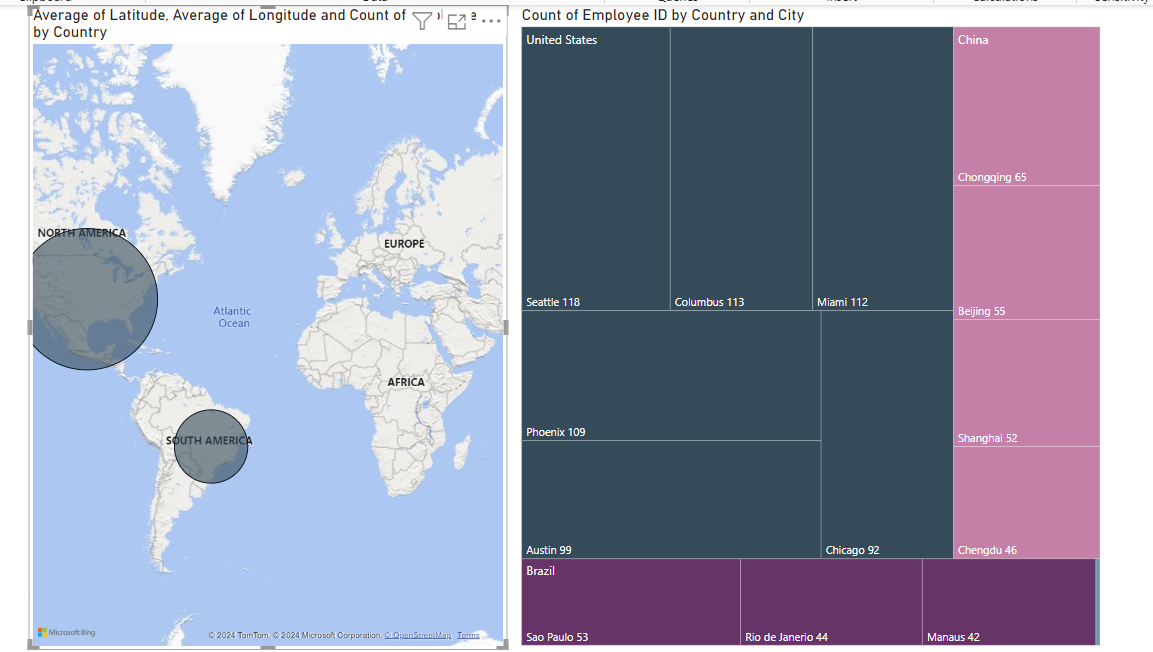 Average of Latitude, Average of Longitude and Count of
by Country
NORTH AMERICA
EUROPE
Atlantic
Ocean
AFRICA
SOUTH AMERICA
Microsoft Bing
© 2024 TomTom, © 2024 Microsoft Corporation, © OpenStreetMap Terms
Count of Employee ID by Country and City
United States
China
Chongqing 65
Seattle 118
Columbus 113
Miami 112
Beijing 55
Phoenix 109
Shanghai 52
Austin 99
Chicago 92
Chengdu 46
Brazil
Sao Paulo 53
Rio de Janerio 44
Manaus 42